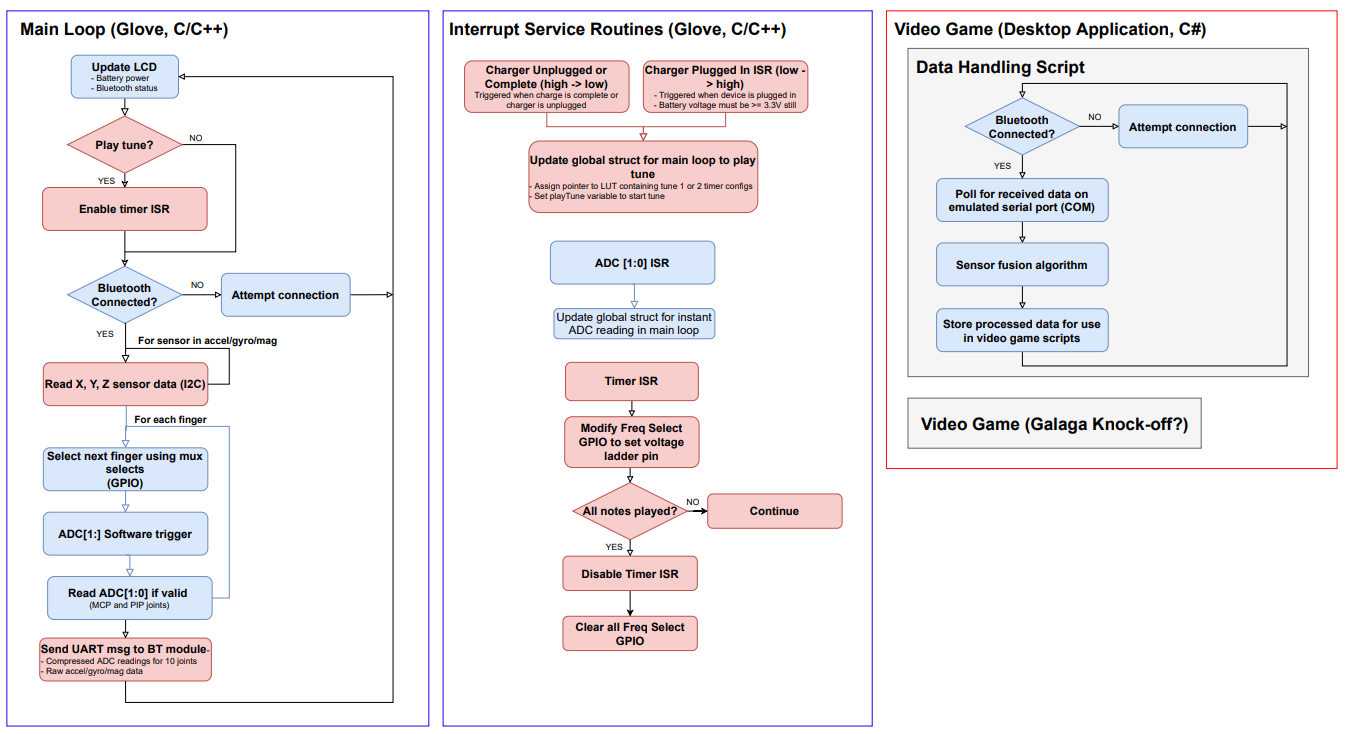 Main Loop (Glove, C/C++)
Update LCD
- Battery power
- Bluetooth status
Play tune?
NO
YES
Enable timer ISR
Bluetooth
Connected?
NO
Attempt connection
YES
For sensor in accel/gyro/mag
Read X, Y, Z sensor data (I2C)
For each finger
Select next finger using mux
selects
(GPIO)
ADC[1:] Software trigger
Read ADC[1:0] if valid
(MCP and PIP joints)
Send UART msg to BT module-
- Compressed ADC readings for 10 joints
- Raw accel/gyro/mag data
Interrupt Service Routines (Glove, C/C++)
Charger Unplugged or
Complete (high -> low)
Triggered when charge is complete or
charger is unplugged
Charger Plugged In ISR (low -
> high)
- Triggered when device is plugged in
- Battery voltage must be >= 3.3V still
Update global struct for main loop to play
tune
- Assign pointer to LUT containing tune 1 or 2 timer configs
- Set playTune variable to start tune
ADC [1:0] ISR
Update global struct for instant
ADC reading in main loop
Timer ISR
Modify Freq Select
GPIO to set voltage
ladder pin
All notes played?
NO
Continue
YES
Disable Timer ISR
Clear all Freq Select
GPIO
Video Game (Desktop Application, C#)
Data Handling Script
Bluetooth
Connected?
NO
Attempt connection
YES
Poll for received data on
emulated serial port (COM)
Sensor fusion algorithm
Store processed data for use
in video game scripts
Video Game (Galaga Knock-off?)